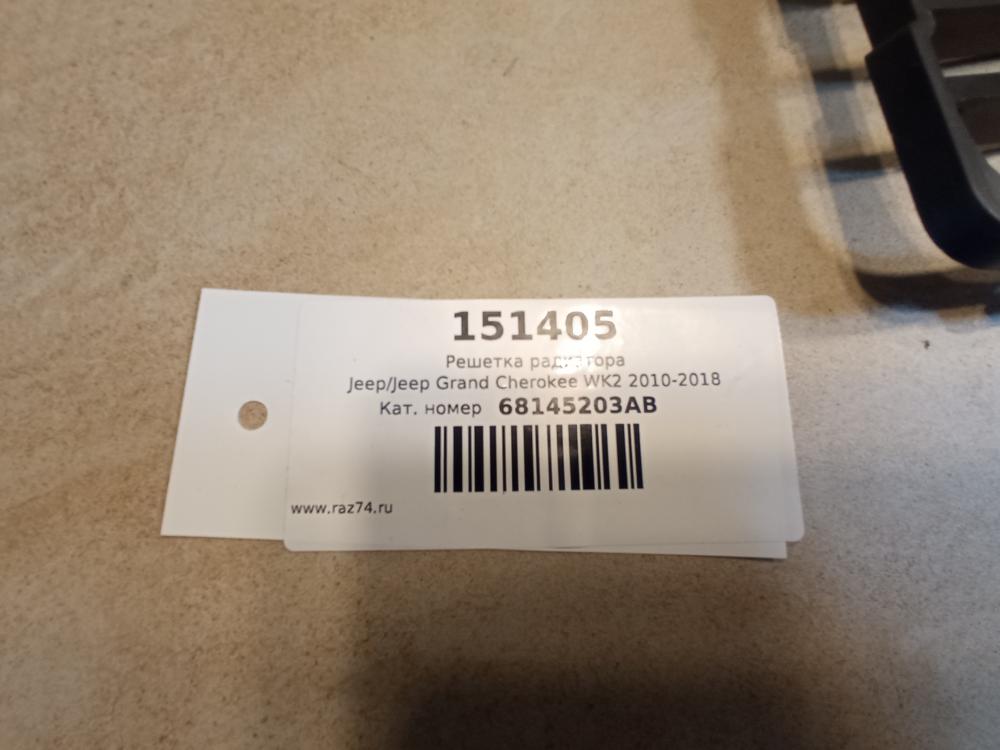 151405
Решетка радиатора
Jeep/Jeep Grand Cherokee WK2 2010-2018
Кат. номер 68145203AB
www.raz74.ru